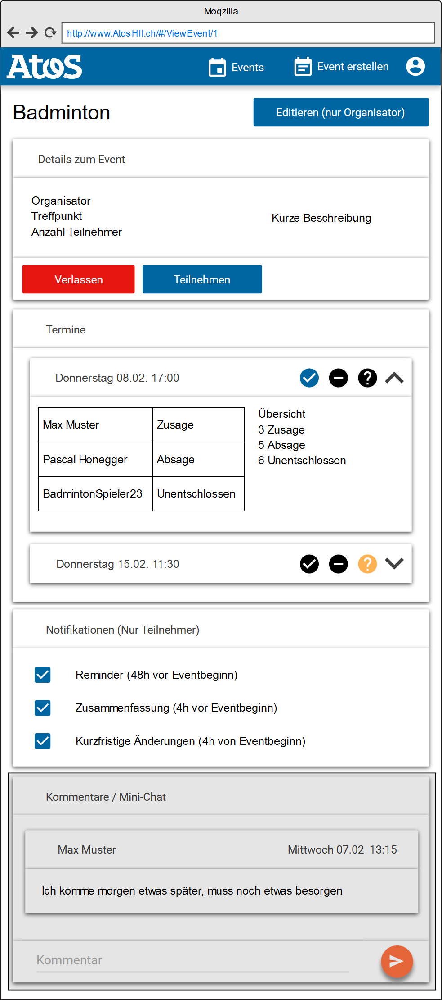 Moqzilla
http://www.AtosHII.ch/#/ViewEvent/1
Atos
Events
Event erstellen
Badminton
Editieren (nur Organisator)
Details zum Event
Organisator
Treffpunkt
Anzahl Teilnehmer
Kurze Beschreibung
Verlassen
Teilnehmen
Termine
Donnerstag 08.02. 17:00
Max Muster Zusage
Pascal Honegger Absage
BadmintonSpieler23 Unentschlossen
Übersicht
3 Zusage
5 Absage
6 Unentschlossen
Donnerstag 15.02. 11:30
Notifikationen (Nur Teilnehmer)
Reminder (48h vor Eventbeginn)
Zusammenfassung (4h vor Eventbeginn)
Kurzfristige Änderungen (4h von Eventbeginn)
Kommentare / Mini-Chat
Max Muster
Mittwoch 07.02 13:15
Ich komme morgen etwas später, muss noch etwas besorgen
Kommentar